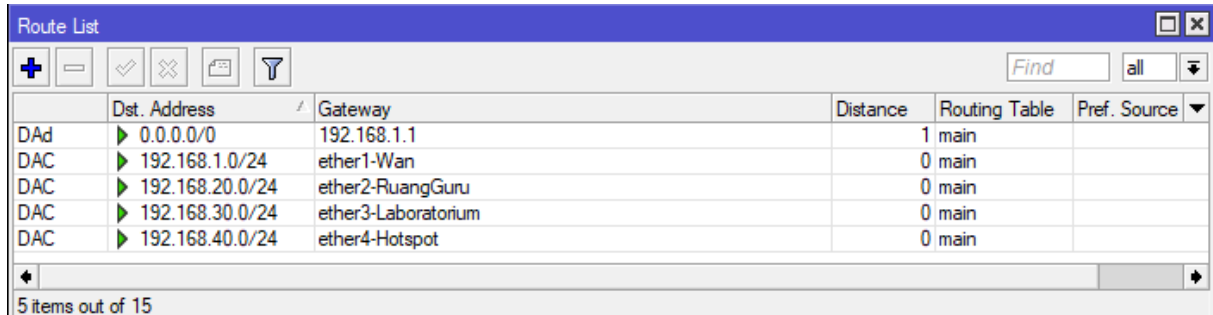 Route List
Find all
Dst. Address Gateway Distance Routing Table Pref. Source
DAd 0.0.0.0/0 192.168.1.1 1 main
DAC 192.168.1.0/24 ether1-Wan 0 main
DAC 192.168.20.0/24 ether2-RuangGuru 0 main
DAC 192.168.30.0/24 ether3-Laboratorium 0 main
DAC 192.168.40.0/24 ether4-Hotspot 0 main
5 items out of 15